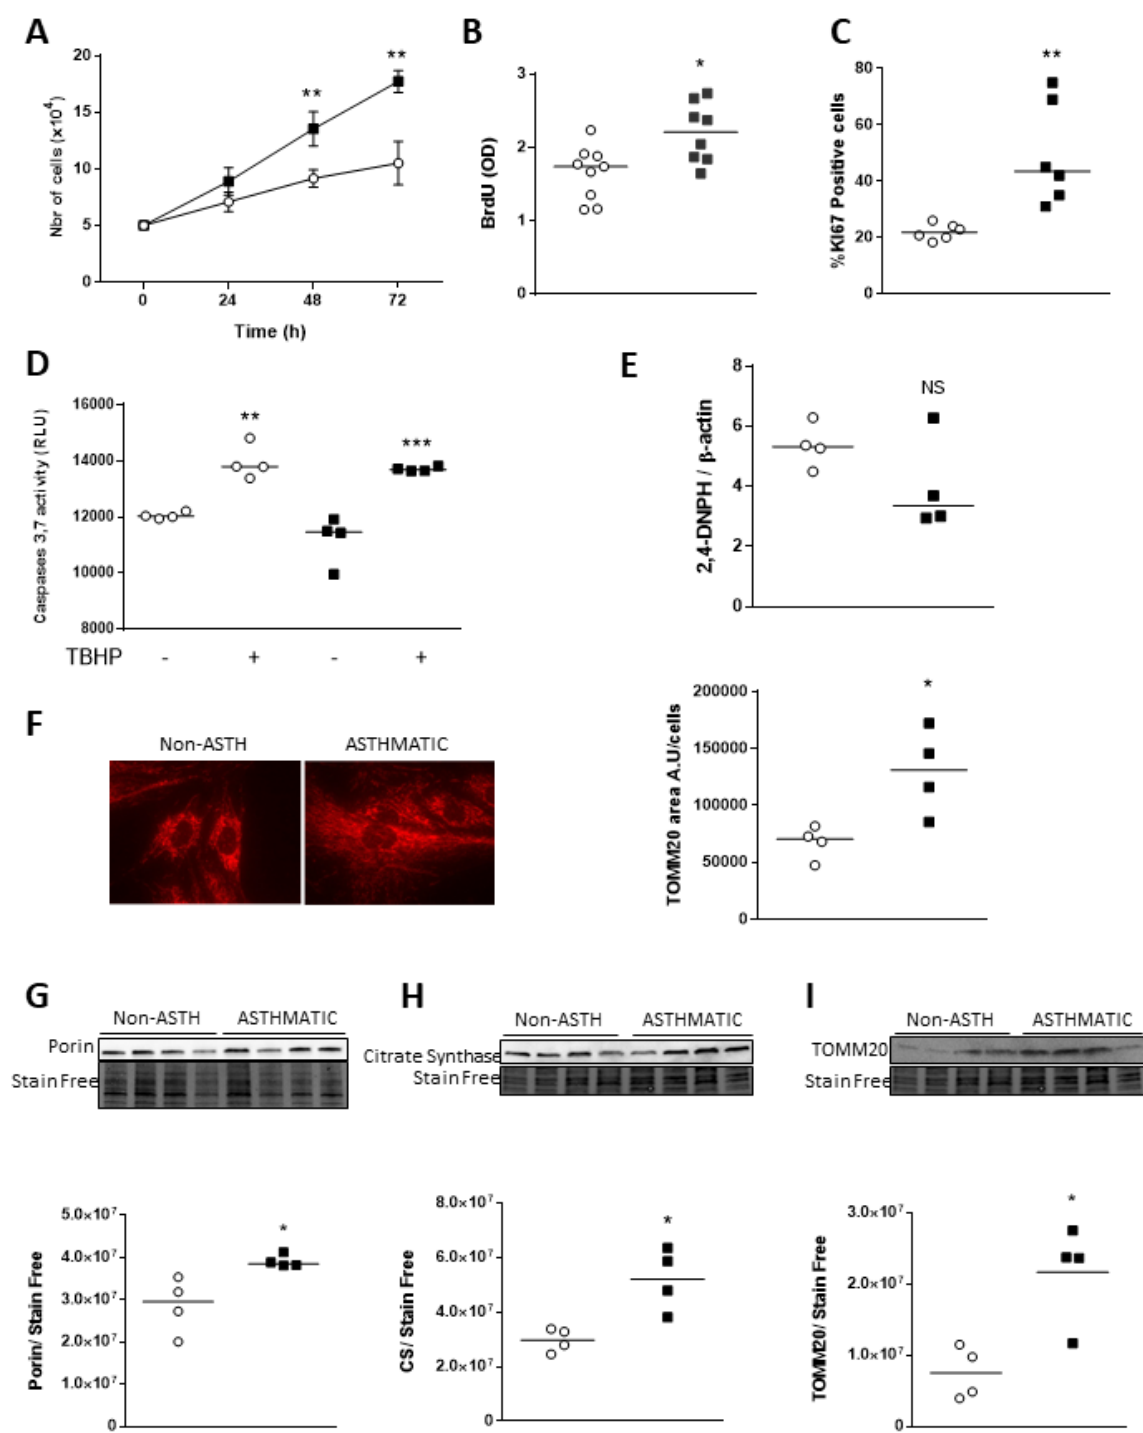 A
Nbr of cells (x10⁴)
20
15
10
5
0
**
**
0 24 48 72
Time (h)
B
BrdU (OD)
3
2
1
0
*
C
%KI67 Positive cells
80
60
40
20
0
**
D
Caspases 3,7 activity (RLU)
16000
14000
12000
10000
8000
**
***
TBHP - + - +
E
2,4-DNPH / β-actin
8
6
4
2
0
NS
F
Non-ASTH ASTHMATIC
TOMM20 area A.U/cells
200000
150000
100000
50000
0
*
G
Non-ASTH ASTHMATIC
Porin
Stain Free
Porin/ Stain Free
5.0×10⁷
4.0×10⁷
3.0×10⁷
2.0×10⁷
1.0×10⁷
0
*
H
Non-ASTH ASTHMATIC
Citrate Synthase
Stain Free
CS/ Stain Free
8.0×10⁷
6.0×10⁷
4.0×10⁷
2.0×10⁷
0
*
I
Non-ASTH ASTHMATIC
TOMM20
Stain Free
TOMM20/ Stain Free
3.0×10⁷
2.0×10⁷
1.0×10⁷
0
*